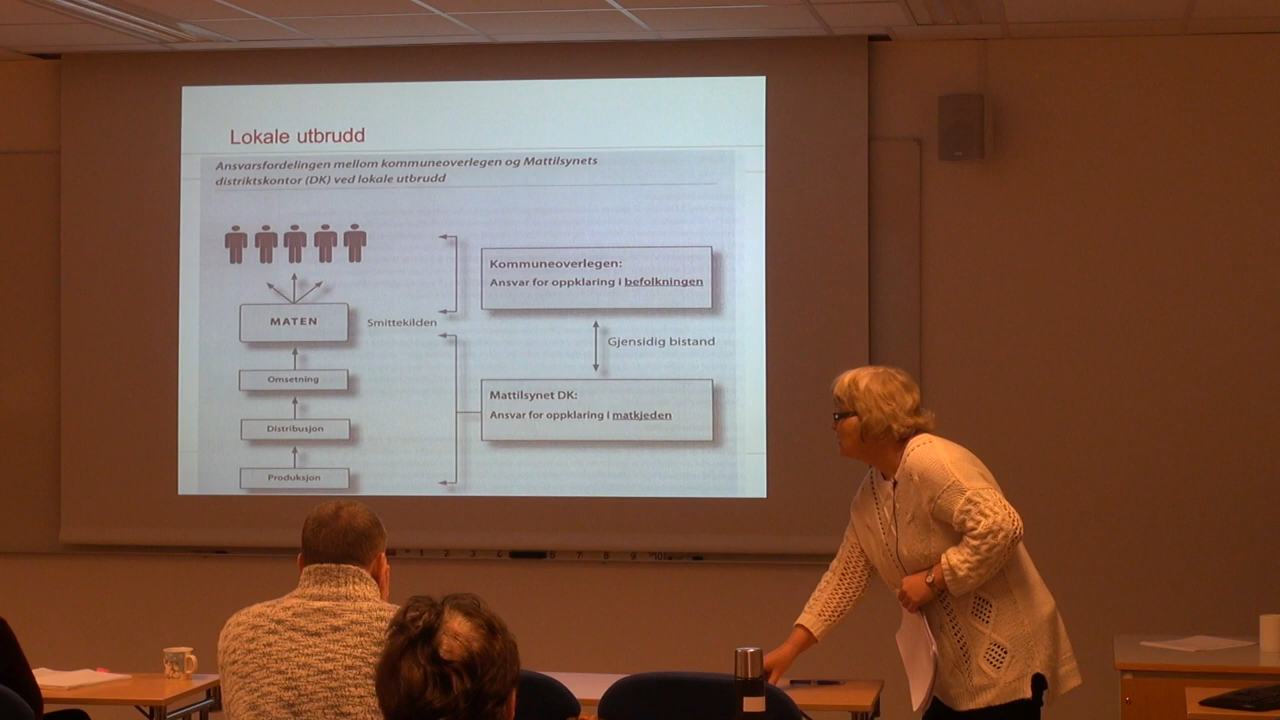 Lokale utbrudd
Ansvarsfordelingen mellom kommuneoverlegen og Mattilsynets
distriktskontor (DK) ved lokale utbrudd
Kommuneoverlegen:
Ansvar for oppklaring i befolkningen
MATEN
Smittekilden
Gjensidig bistand
Omsetning
Mattilsynet DK:
Ansvar for oppklaring i matkjeden
Distribusjon
Produksjon